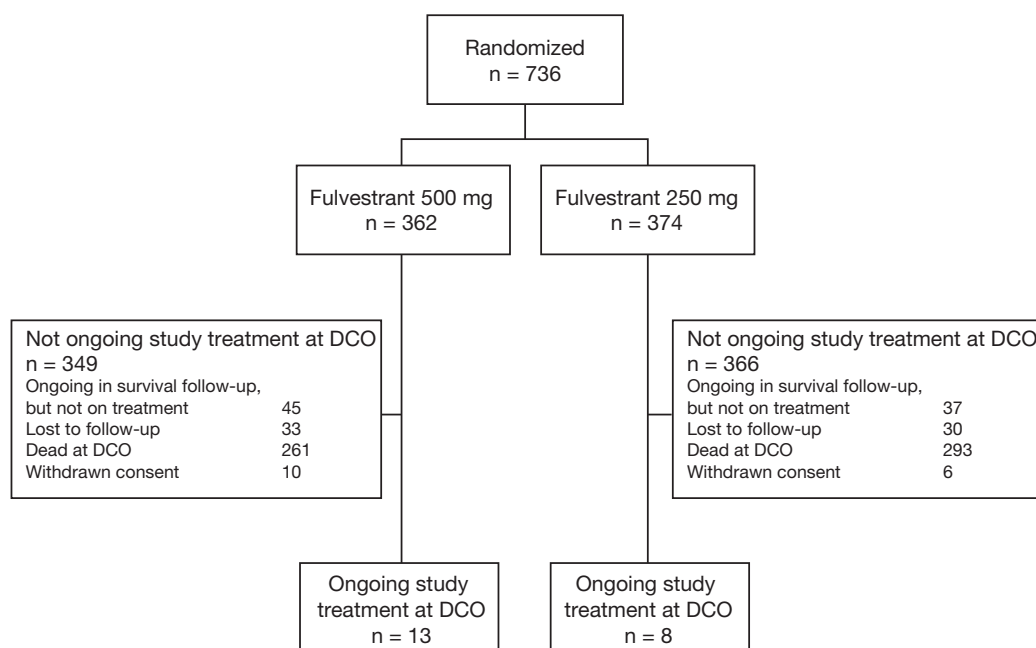 Randomized
n = 736
Fulvestrant 500 mg
n = 362
Fulvestrant 250 mg
n = 374
Not ongoing study treatment at DCO
n = 349
Ongoing in survival follow-up,
but not on treatment 45
Lost to follow-up 33
Dead at DCO 261
Withdrawn consent 10
Not ongoing study treatment at DCO
n = 366
Ongoing in survival follow-up,
but not on treatment 37
Lost to follow-up 30
Dead at DCO 293
Withdrawn consent 6
Ongoing study
treatment at DCO
n = 13
Ongoing study
treatment at DCO
n = 8